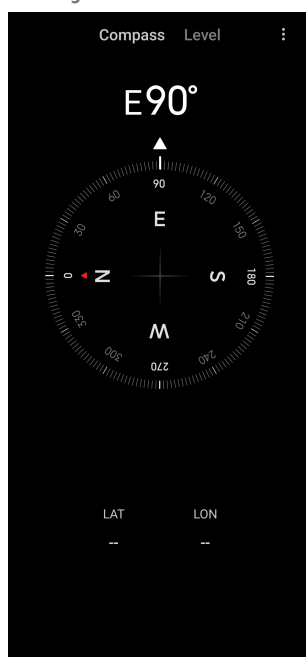 Compass Level
E90°
90
60 120
E
30 150
0 N S 180
W
330 210
300 240
270
LAT LON
-- --